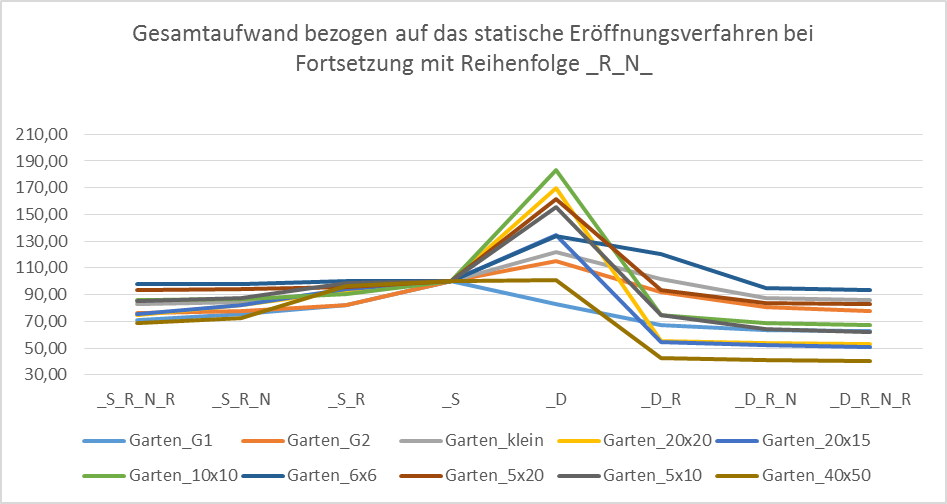 Gesamtaufwand bezogen auf das statische Eröffnungsverfahren bei
Fortsetzung mit Reihenfolge _R_N_
210,00
190,00
170,00
150,00
130,00
110,00
90,00
70,00
50,00
30,00
_S_R_N_R _S_R_N _S_R _S _D _D_R _D_R_N _D_R_N_R
Garten_G1 Garten_G2 Garten_klein Garten_20x20 Garten_20x15
Garten_10x10 Garten_6x6 Garten_5x20 Garten_5x10 Garten_40x50